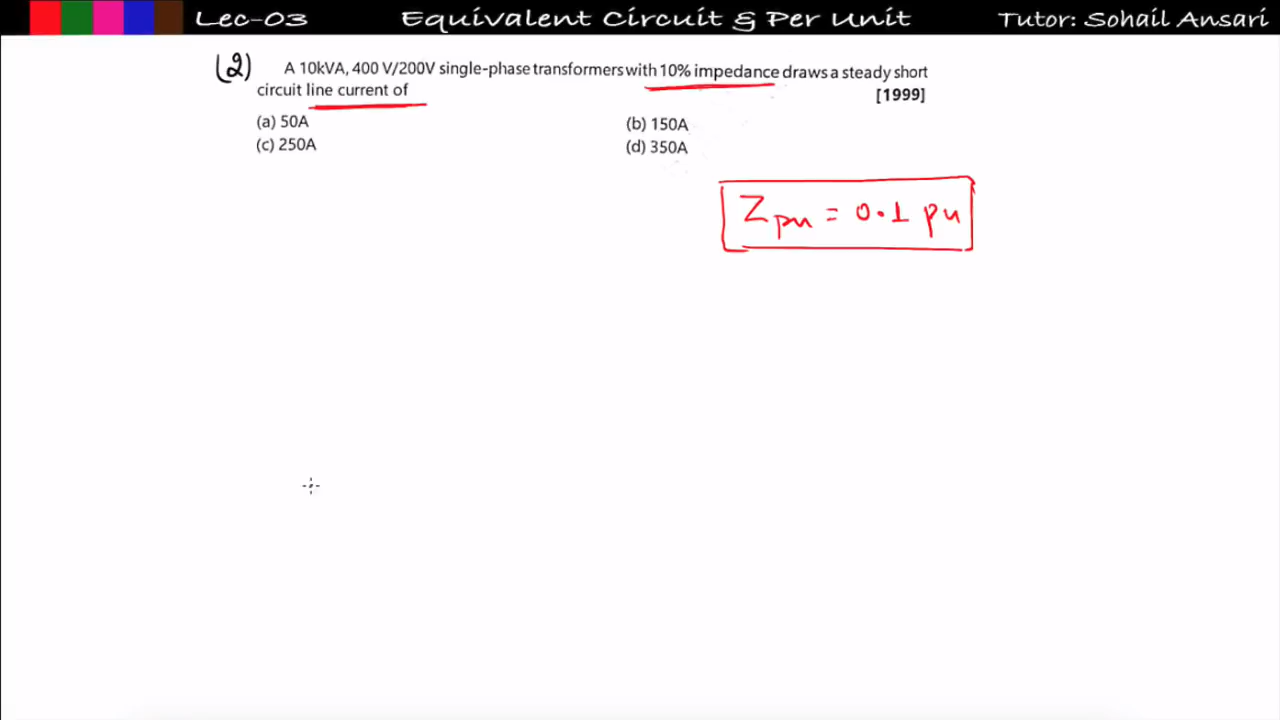 Lec-03 Equivalent Circuit & Per Unit Tutor: Sohail Ansari
(2) A 10kVA, 400 V/200V single-phase transformers with 10% impedance draws a steady short
circuit line current of [1999]
(a) 50A (b) 150A
(c) 250A (d) 350A
Zpu = 0.1 pu